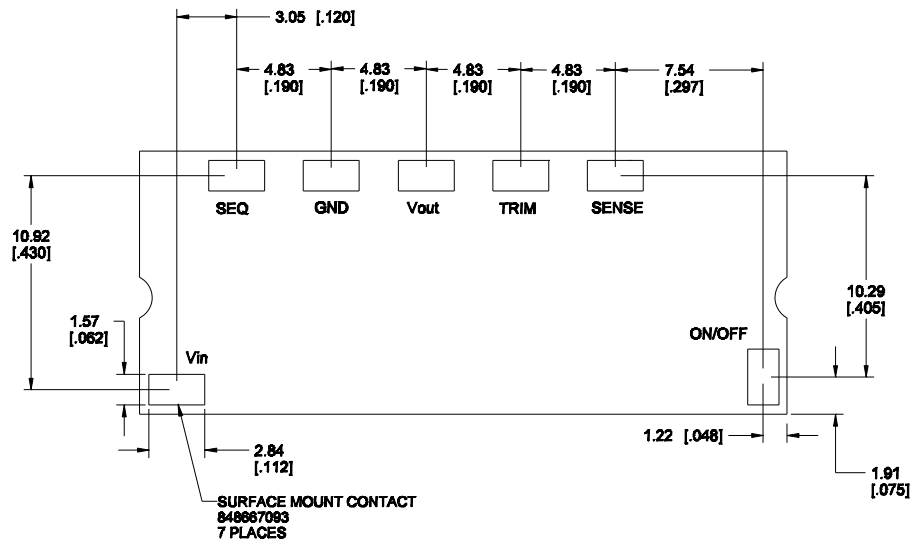 3.05 [.120]
4.83 4.83 4.83 4.83 7.54
[.190] [.190] [.190] [.190] [.297]
SEQ GND Vout TRIM SENSE
10.92
[.430]
10.29
[.405]
1.57
[.062]
ON/OFF
Vin
1.22 [.048]
2.84
[.112]
1.91
[.075]
SURFACE MOUNT CONTACT
848667093
7 PLACES